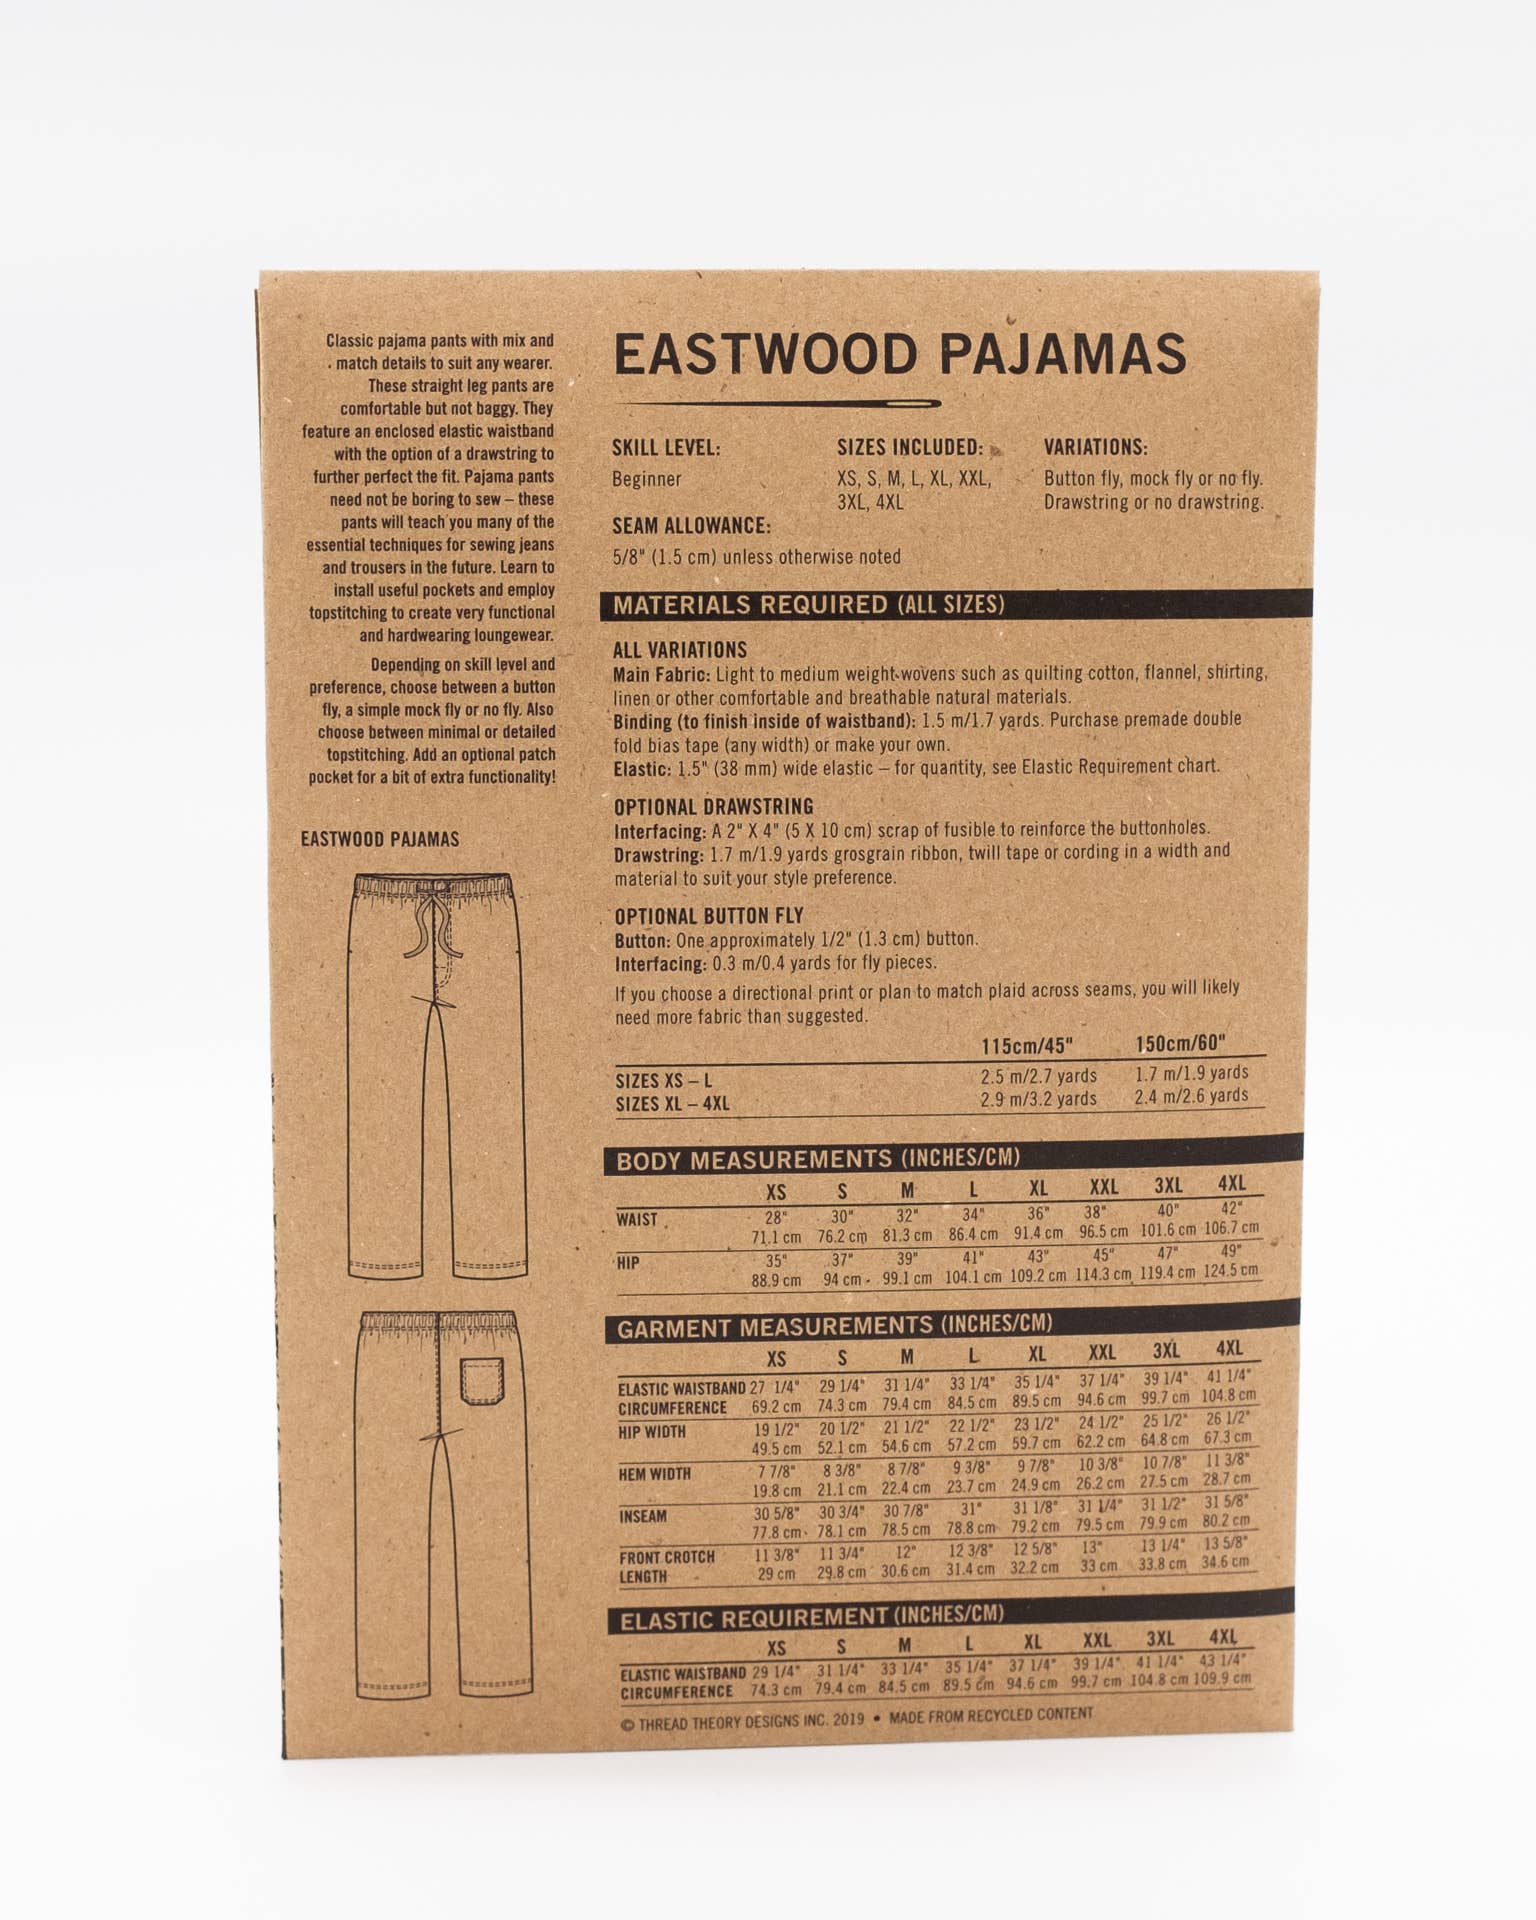 Classic pajama pants with mix and
match details to suit any wearer.
These straight leg pants are
comfortable but not baggy. They
feature an enclosed elastic waistband
with the option of a drawstring to
further perfect the fit. Pajama pants
need not be boring to sew – these
pants will teach you many of the
essential techniques for sewing jeans
and trousers in the future. Learn to
install useful pockets and employ
topstitching to create very functional
and hardwearing loungewear.
Depending on skill level and
preference, choose between a button
fly, a simple mock fly or no fly. Also
choose between minimal or detailed
topstitching. Add an optional patch
pocket for a bit of extra functionality!
EASTWOOD PAJAMAS
EASTWOOD PAJAMAS
SKILL LEVEL:
Beginner
SIZES INCLUDED:
XS, S, M, L, XL, XXL,
3XL, 4XL
VARIATIONS:
Button fly, mock fly or no fly.
Drawstring or no drawstring.
SEAM ALLOWANCE:
5/8" (1.5 cm) unless otherwise noted
MATERIALS REQUIRED (ALL SIZES)
ALL VARIATIONS
Main Fabric: Light to medium weight wovens such as quilting cotton, flannel, shirting,
linen or other comfortable and breathable natural materials.
Binding (to finish inside of waistband): 1.5 m/1.7 yards. Purchase premade double
fold bias tape (any width) or make your own.
Elastic: 1.5" (38 mm) wide elastic – for quantity, see Elastic Requirement chart.
OPTIONAL DRAWSTRING
Interfacing: A 2" X 4" (5 X 10 cm) scrap of fusible to reinforce the buttonholes.
Drawstring: 1.7 m/1.9 yards grosgrain ribbon, twill tape or cording in a width and
material to suit your style preference.
OPTIONAL BUTTON FLY
Button: One approximately 1/2" (1.3 cm) button.
Interfacing: 0.3 m/0.4 yards for fly pieces.
If you choose a directional print or plan to match plaid across seams, you will likely
need more fabric than suggested.
115cm/45" 150cm/60"
SIZES XS – L 2.5 m/2.7 yards 1.7 m/1.9 yards
SIZES XL – 4XL 2.9 m/3.2 yards 2.4 m/2.6 yards
BODY MEASUREMENTS (INCHES/CM)
XS S M L XL XXL 3XL 4XL
WAIST 28" 30" 32" 34" 36" 38" 40" 42"
71.1 cm 76.2 cm 81.3 cm 86.4 cm 91.4 cm 96.5 cm 101.6 cm 106.7 cm
HIP 35" 37" 39" 41" 43" 45" 47" 49"
88.9 cm 94 cm 99.1 cm 104.1 cm 109.2 cm 114.3 cm 119.4 cm 124.5 cm
GARMENT MEASUREMENTS (INCHES/CM)
XS S M L XL XXL 3XL 4XL
ELASTIC WAISTBAND 27 1/4" 29 1/4" 31 1/4" 33 1/4" 35 1/4" 37 1/4" 39 1/4" 41 1/4"
CIRCUMFERENCE 69.2 cm 74.3 cm 79.4 cm 84.5 cm 89.5 cm 94.6 cm 99.7 cm 104.8 cm
HIP WIDTH 19 1/2" 20 1/2" 21 1/2" 22 1/2" 23 1/2" 24 1/2" 25 1/2" 26 1/2"
49.5 cm 52.1 cm 54.6 cm 57.2 cm 59.7 cm 62.2 cm 64.8 cm 67.3 cm
HEM WIDTH 7 7/8" 8 3/8" 8 7/8" 9 3/8" 9 7/8" 10 3/8" 10 7/8" 11 3/8"
19.8 cm 21.1 cm 22.4 cm 23.7 cm 24.9 cm 26.2 cm 27.5 cm 28.7 cm
INSEAM 30 5/8" 30 3/4" 30 7/8" 31" 31 1/8" 31 1/4" 31 1/2" 31 5/8"
77.8 cm 78.1 cm 78.5 cm 78.8 cm 79.2 cm 79.5 cm 79.9 cm 80.2 cm
FRONT CROTCH 11 3/8" 11 3/4" 12" 12 3/8" 12 5/8" 13" 13 1/4" 13 5/8"
LENGTH 29 cm 29.8 cm 30.6 cm 31.4 cm 32.2 cm 33 cm 33.8 cm 34.6 cm
ELASTIC REQUIREMENT (INCHES/CM)
XS S M L XL XXL 3XL 4XL
ELASTIC WAISTBAND 29 1/4" 31 1/4" 33 1/4" 35 1/4" 37 1/4" 39 1/4" 41 1/4" 43 1/4"
CIRCUMFERENCE 74.3 cm 79.4 cm 84.5 cm 89.5 cm 94.6 cm 99.7 cm 104.8 cm 109.9 cm
© THREAD THEORY DESIGNS INC. 2019 • MADE FROM RECYCLED CONTENT